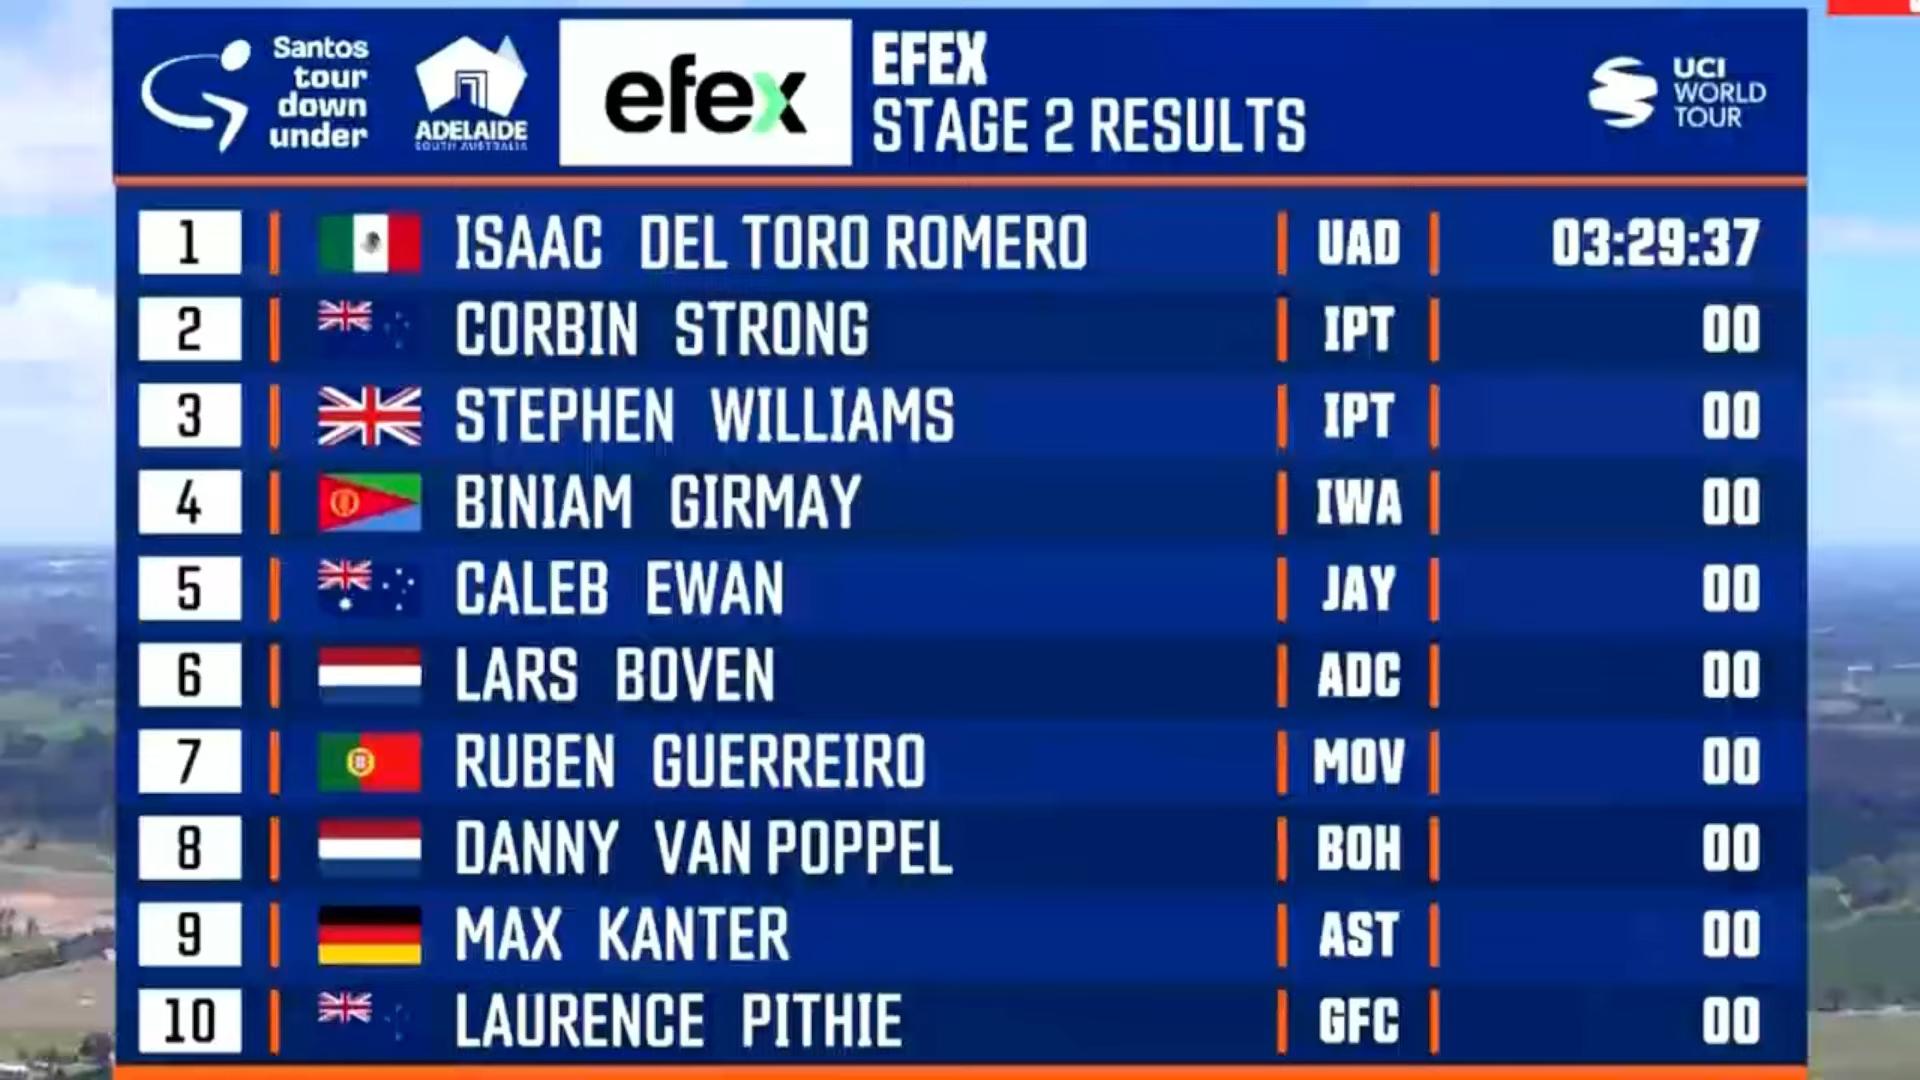 Santos
tour
down
under
ADELAIDE
SOUTH AUSTRALIA
efex
EFEX
STAGE 2 RESULTS
UCI
WORLD
TOUR
1 ISAAC DEL TORO ROMERO UAD 03:29:37
2 CORBIN STRONG IPT 00
3 STEPHEN WILLIAMS IPT 00
4 BINIAM GIRMAY IWA 00
5 CALEB EWAN JAY 00
6 LARS BOVEN ADC 00
7 RUBEN GUERREIRO MOV 00
8 DANNY VAN POPPEL BOH 00
9 MAX KANTER AST 00
10 LAURENCE PITHIE GFC 00